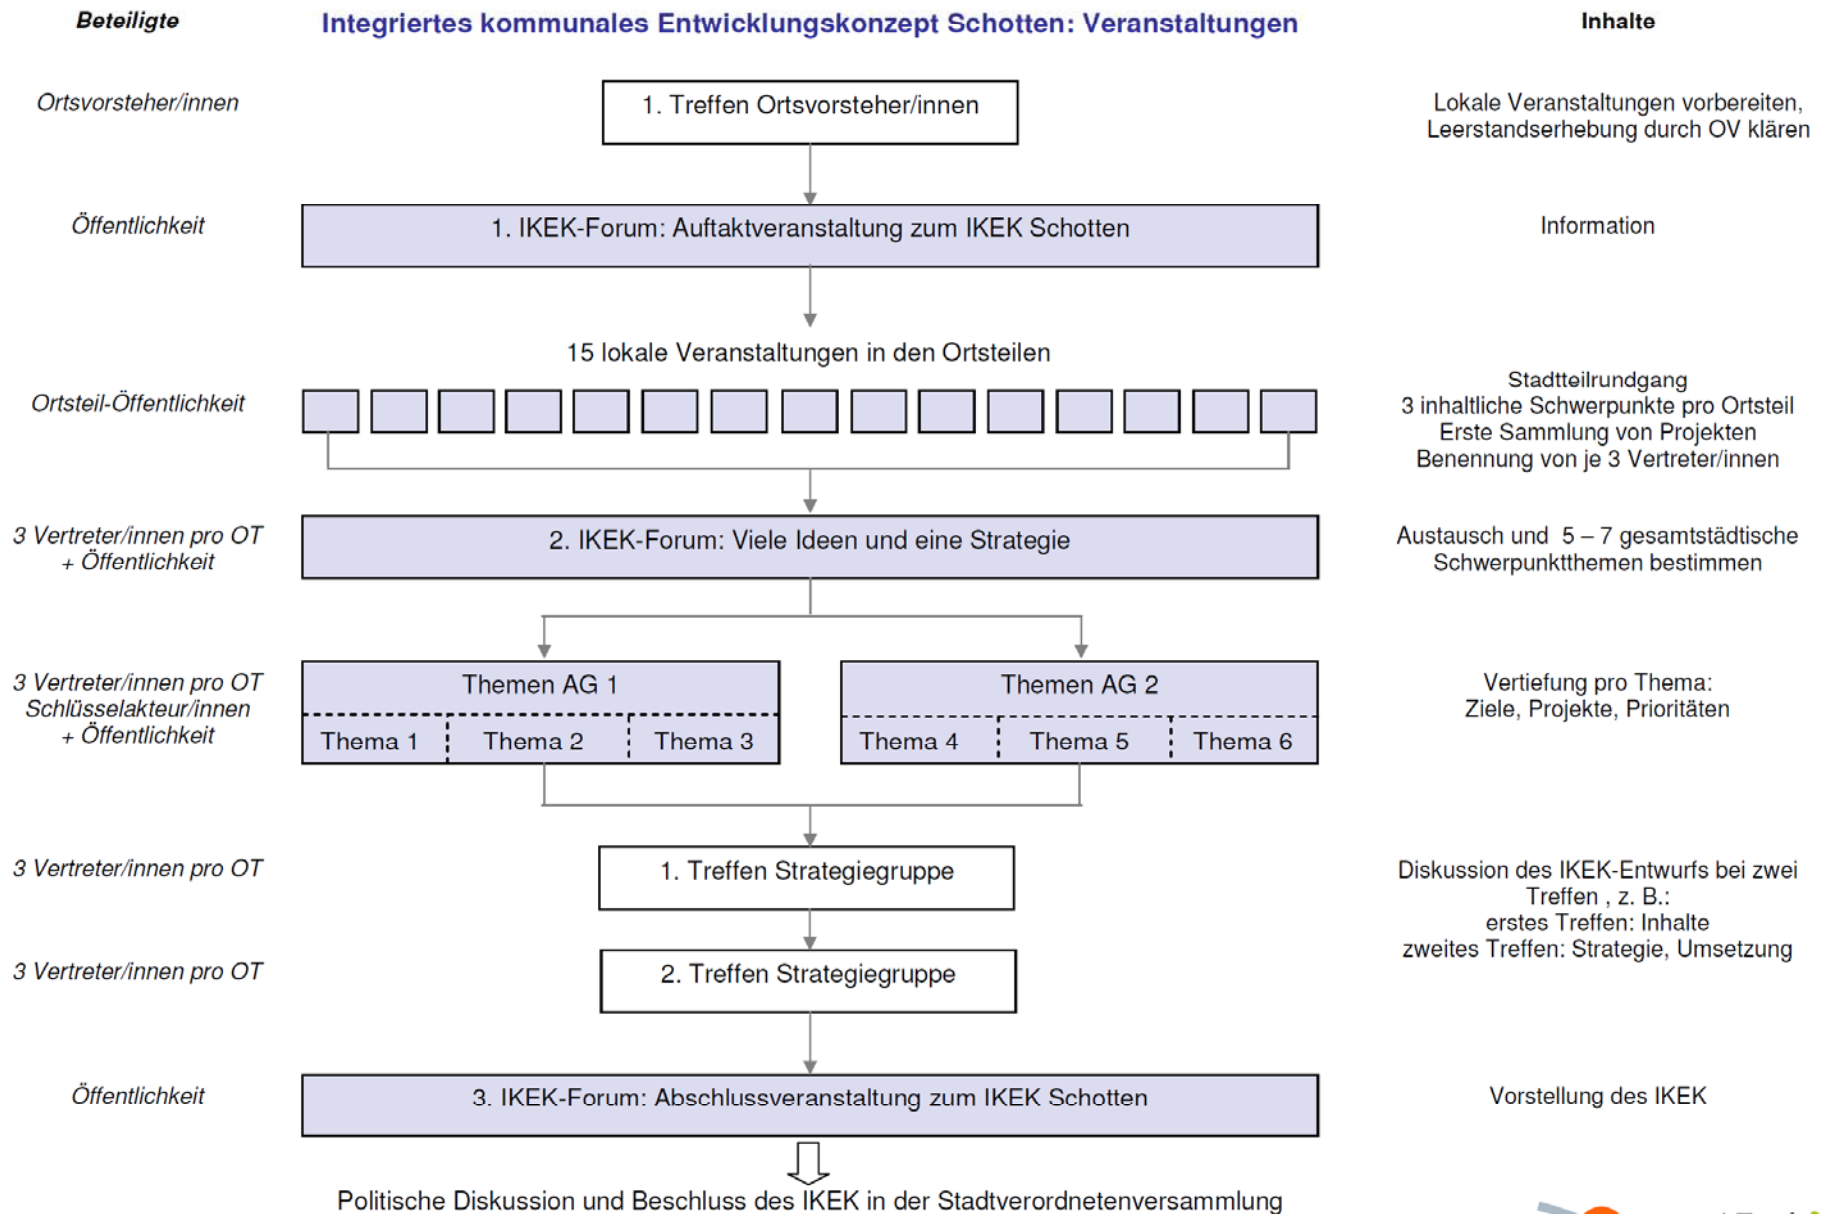 Beteiligte
Integriertes kommunales Entwicklungskonzept Schotten: Veranstaltungen
Inhalte
Ortsvorsteher/innen
1. Treffen Ortsvorsteher/innen
Lokale Veranstaltungen vorbereiten,
Leerstandserhebung durch OV klären
Öffentlichkeit
1. IKEK-Forum: Auftaktveranstaltung zum IKEK Schotten
Information
15 lokale Veranstaltungen in den Ortsteilen
Ortsteil-Öffentlichkeit
Stadtteilrundgang
3 inhaltliche Schwerpunkte pro Ortsteil
Erste Sammlung von Projekten
Benennung von je 3 Vertreter/innen
3 Vertreter/innen pro OT
+ Öffentlichkeit
2. IKEK-Forum: Viele Ideen und eine Strategie
Austausch und 5 – 7 gesamtstädtische
Schwerpunktthemen bestimmen
3 Vertreter/innen pro OT
Schlüsselakteur/innen
+ Öffentlichkeit
Themen AG 1
Thema 1
Thema 2
Thema 3
Themen AG 2
Thema 4
Thema 5
Thema 6
Vertiefung pro Thema:
Ziele, Projekte, Prioritäten
3 Vertreter/innen pro OT
1. Treffen Strategiegruppe
Diskussion des IKEK-Entwurfs bei zwei
Treffen , z. B.:
erstes Treffen: Inhalte
zweites Treffen: Strategie, Umsetzung
3 Vertreter/innen pro OT
2. Treffen Strategiegruppe
Öffentlichkeit
3. IKEK-Forum: Abschlussveranstaltung zum IKEK Schotten
Vorstellung des IKEK
Politische Diskussion und Beschluss des IKEK in der Stadtverordnetenversammlung